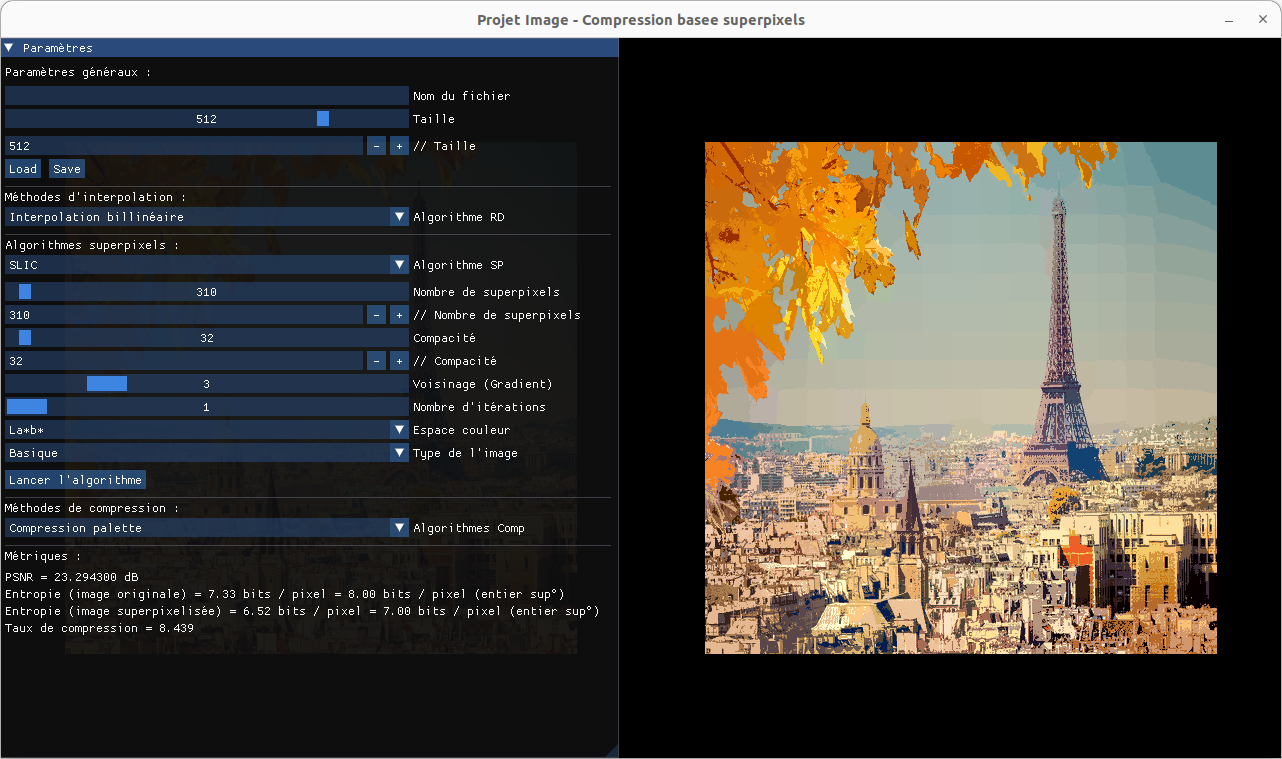 Projet Image - Compression basee superpixels
Paramètres
Paramètres généraux :
Nom du fichier
512 Taille
512 - + // Taille
Load Save
Méthodes d'interpolation :
Interpolation billinéaire Algorithme RD
Algorithmes superpixels :
SLIC Algorithme SP
310 Nombre de superpixels
310 - + // Nombre de superpixels
32 Compacité
32 - + // Compacité
3 Voisinage (Gradient)
1 Nombre d'itérations
La*b* Espace couleur
Basique Type de l'image
Lancer l'algorithme
Méthodes de compression :
Compression palette Algorithmes Comp
Métriques :
PSNR = 23.294300 dB
Entropie (image originale) = 7.33 bits / pixel = 8.00 bits / pixel (entier sup°)
Entropie (image superpixelisée) = 6.52 bits / pixel = 7.00 bits / pixel (entier sup°)
Taux de compression = 8.439